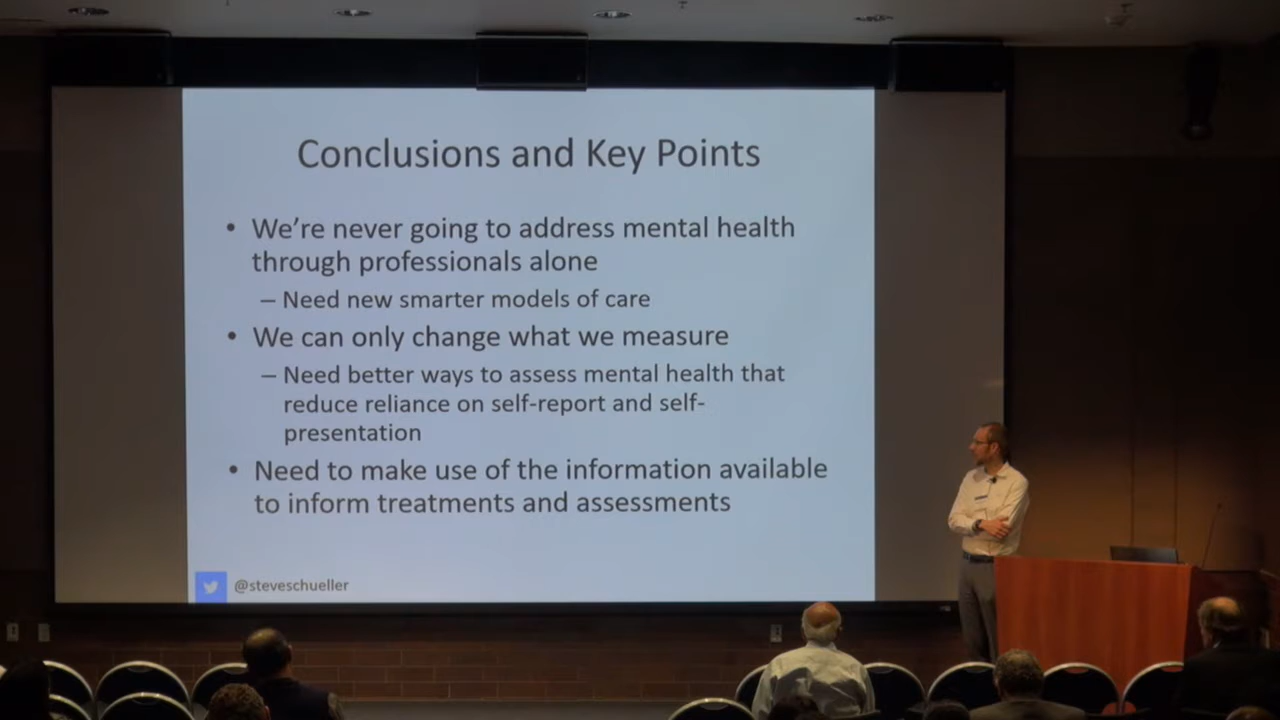 Conclusions and Key Points
• We're never going to address mental health
through professionals alone
– Need new smarter models of care
• We can only change what we measure
– Need better ways to assess mental health that
reduce reliance on self-report and self-
presentation
• Need to make use of the information available
to inform treatments and assessments
@steveschueller